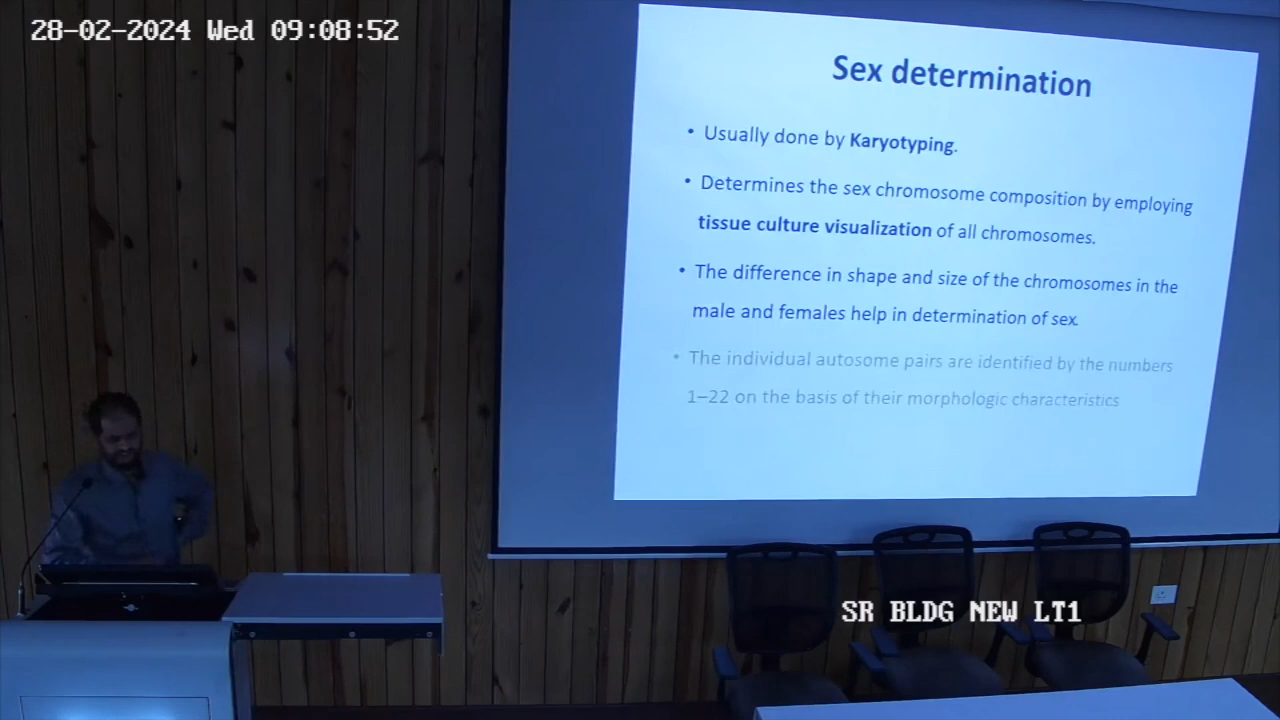 28-02-2024 Wed 09:08:52
Sex determination
• Usually done by Karyotyping.
• Determines the sex chromosome composition by employing
tissue culture visualization of all chromosomes.
• The difference in shape and size of the chromosomes in the
male and females help in determination of sex.
• The individual autosome pairs are identified by the numbers
1–22 on the basis of their morphologic characteristics
SR BLDG NEW LT1